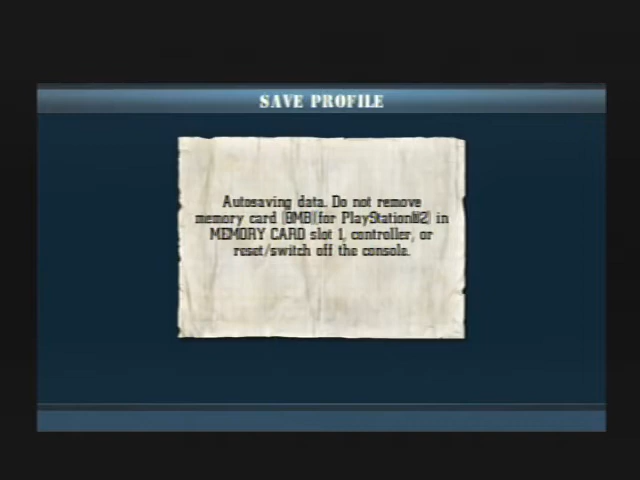 SAVE PROFILE
Autosaving data. Do not remove
memory card (8MB)(for PlayStation®2) in
MEMORY CARD slot 1, controller, or
reset/switch off the console.